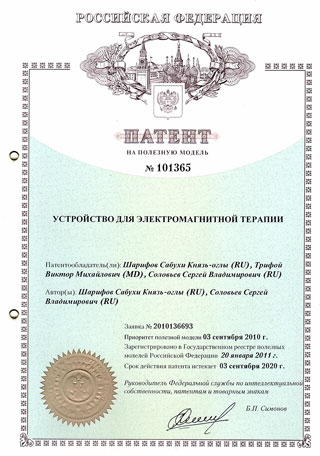 РОССИЙСКАЯ ФЕДЕРАЦИЯ
ПАТЕНТ
НА ПОЛЕЗНУЮ МОДЕЛЬ
№ 101365
УСТРОЙСТВО ДЛЯ ЭЛЕКТРОМАГНИТНОЙ ТЕРАПИИ
Патентообладатель(ли): Шарифов Сабухи Князь-оглы (RU), Трифой
Виктор Михайлович (MD), Соловьев Сергей Владимирович (RU)
Автор(ы): Шарифов Сабухи Князь-оглы (RU), Соловьев Сергей
Владимирович (RU)
Заявка № 2010136693
Приоритет полезной модели 03 сентября 2010 г.
Зарегистрировано в Государственном реестре полезных
моделей Российской Федерации 20 января 2011 г.
Срок действия патента истекает 03 сентября 2020 г.
Руководитель Федеральной службы по интеллектуальной
собственности, патентам и товарным знакам
Б.П. Симонов